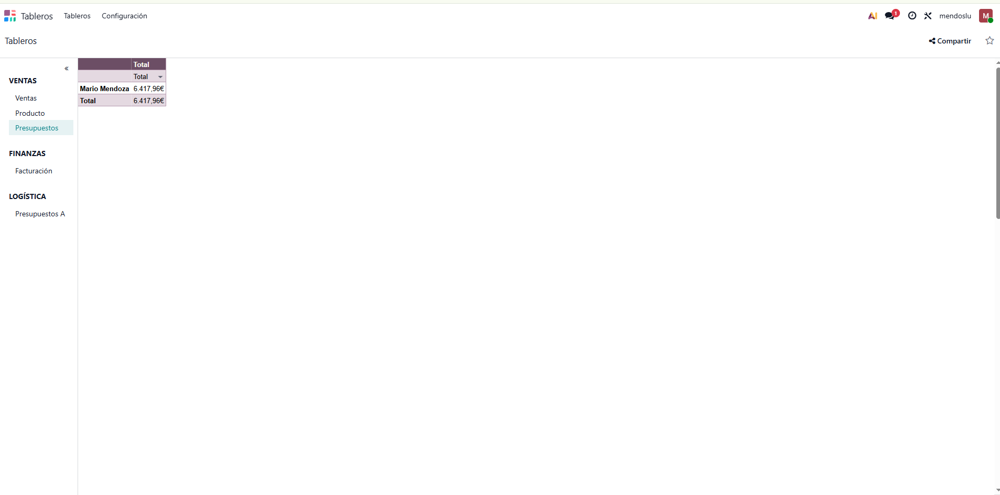 Tableros Tableros Configuración 1 mendoslu M
Tableros Compartir
«
VENTAS
Ventas
Producto
Presupuestos
FINANZAS
Facturación
LOGÍSTICA
Presupuestos A
Total
Total
Mario Mendoza 6.417,96€
Total 6.417,96€